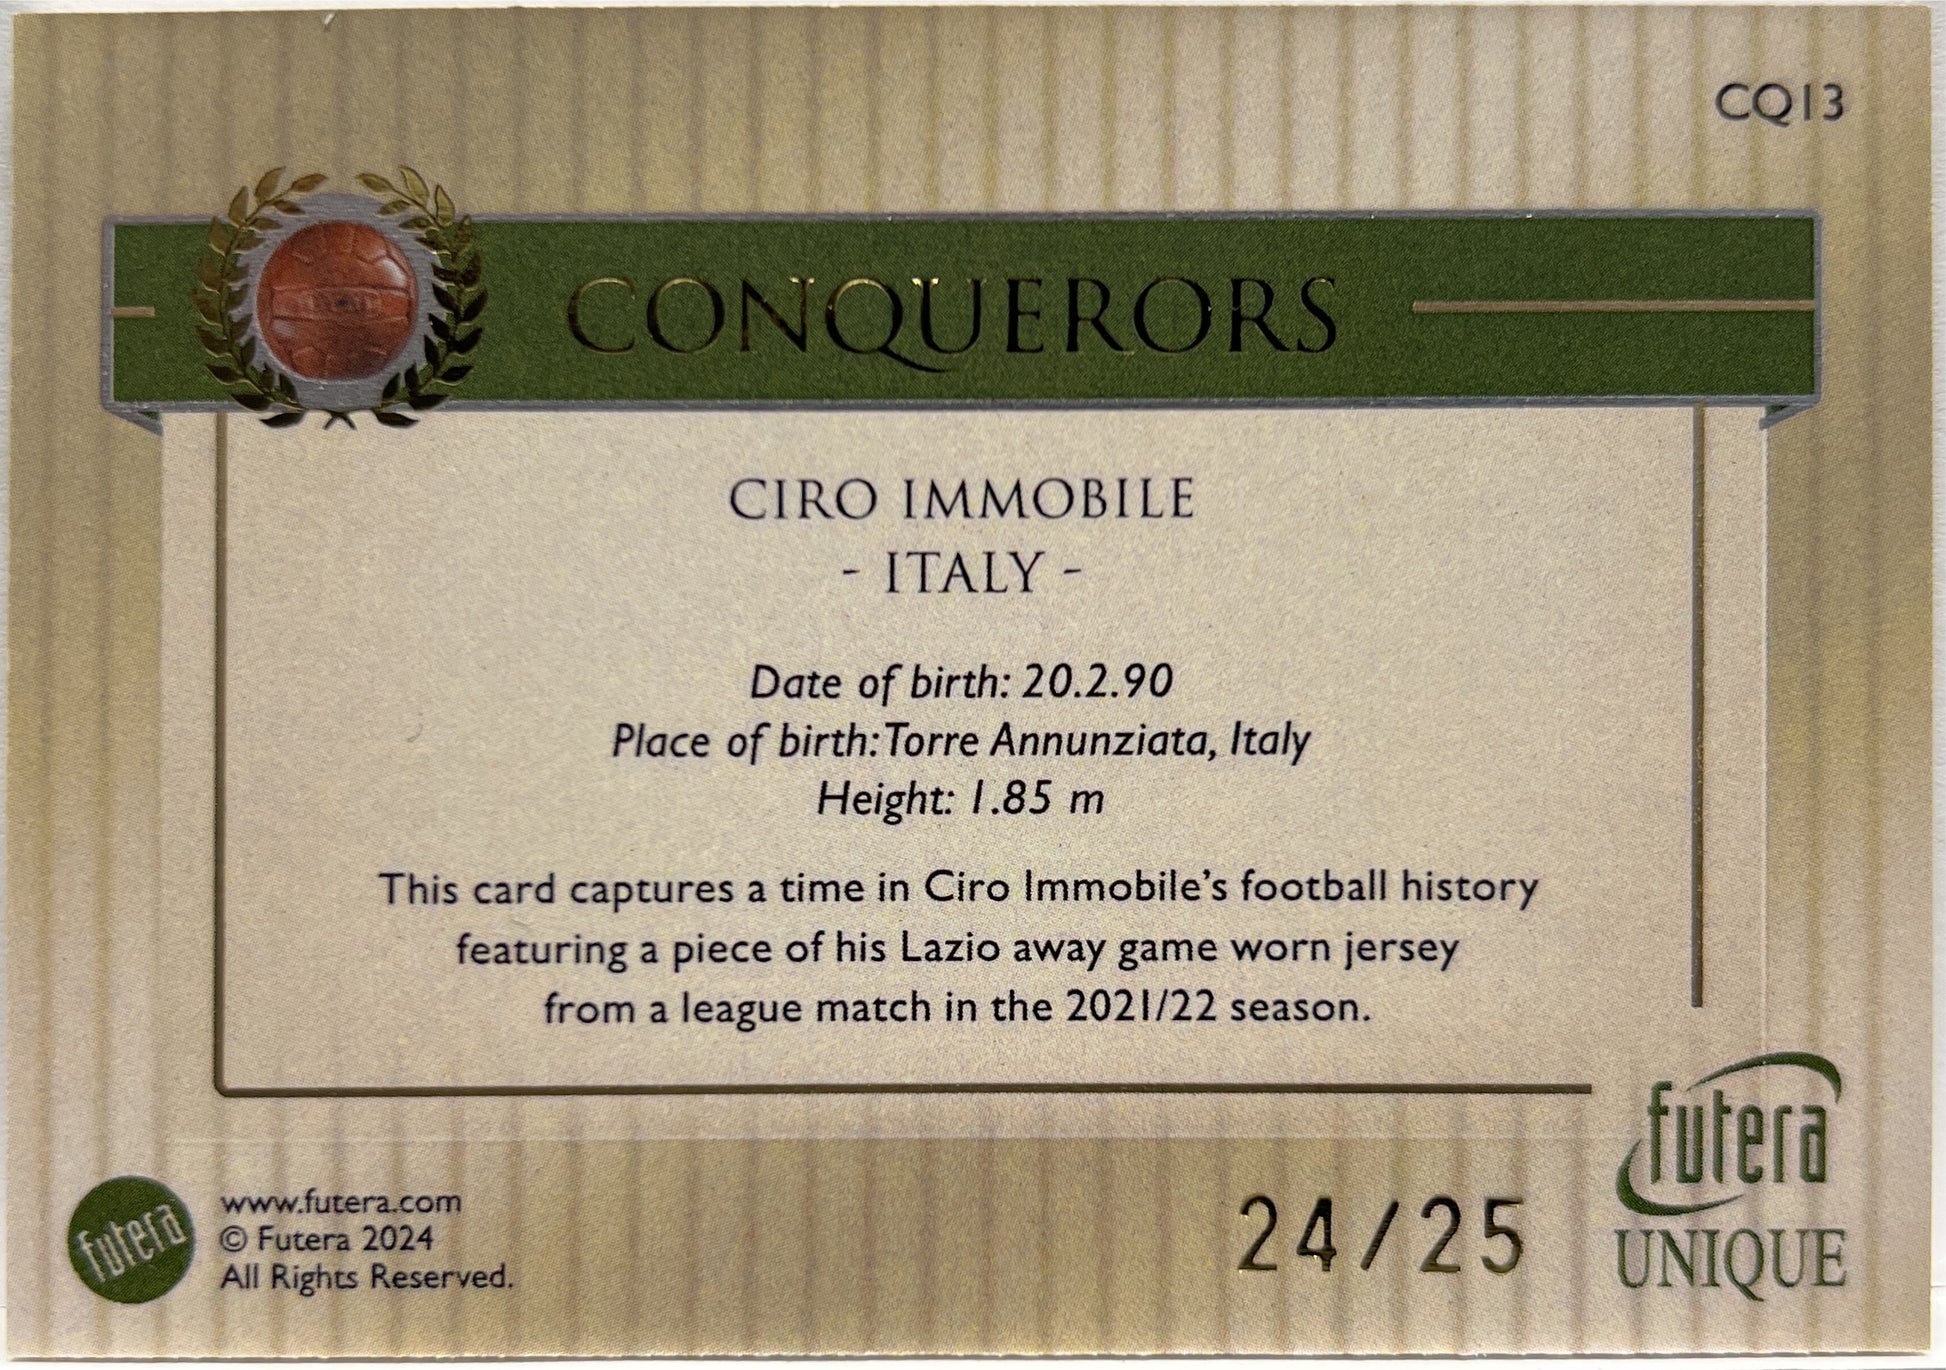 CQ13
CONQUERORS
CIRO IMMOBILE
- ITALY -
Date of birth: 20.2.90
Place of birth: Torre Annunziata, Italy
Height: 1.85 m
This card captures a time in Ciro Immobile's football history
featuring a piece of his Lazio away game worn jersey
from a league match in the 2021/22 season.
futera
UNIQUE
futera
www.futera.com
© Futera 2024
All Rights Reserved.
24/25